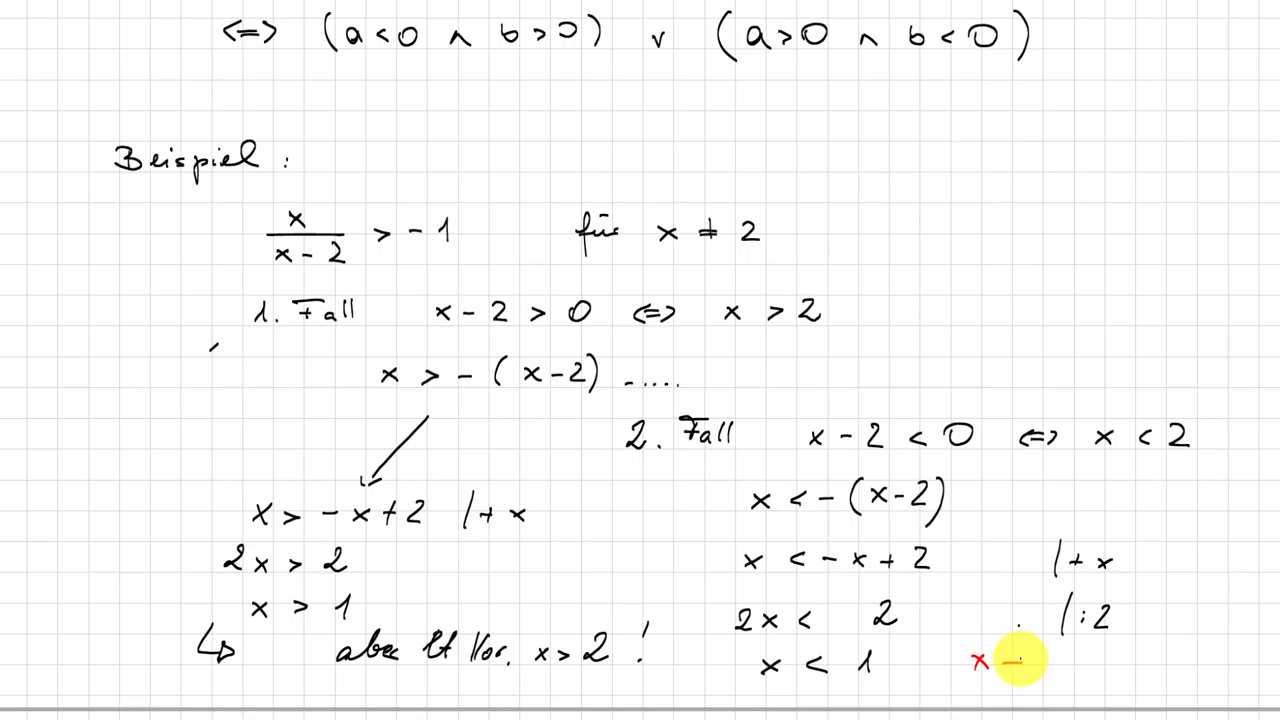 <=> (a<0 ∧ b>0) ∨ (a>0 ∧ b<0)
Beispiel :
x / (x-2) > -1 für x ≠ 2
1. Fall x-2 > 0 <=> x > 2
x > -(x-2) .....
x > -x+2 |+x
2x > 2
x > 1
↳ aber lt Vor. x>2 !
2. Fall x-2 < 0 <=> x < 2
x < -(x-2)
x < -x+2 |+x
2x < 2 |:2
x < 1 x